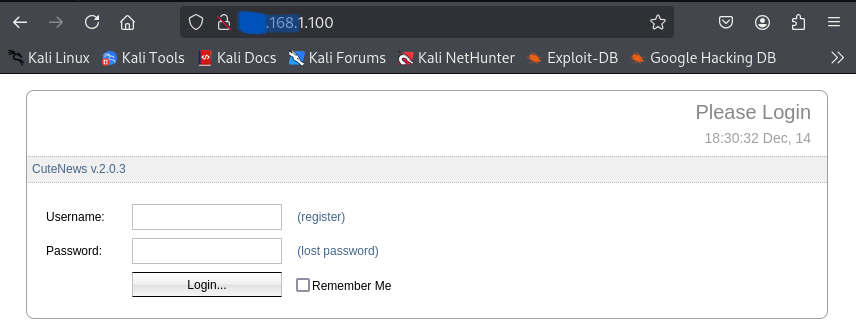 .168.1.100
Kali Linux Kali Tools Kali Docs Kali Forums Kali NetHunter Exploit-DB Google Hacking DB
Please Login
18:30:32 Dec, 14
CuteNews v.2.0.3
Username: (register)
Password: (lost password)
Login... Remember Me